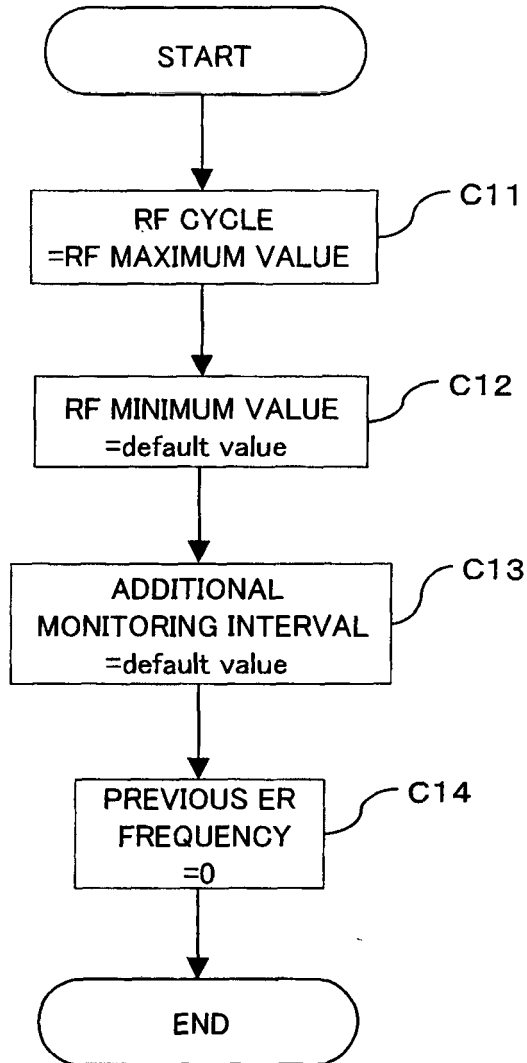 START
RF CYCLE
=RF MAXIMUM VALUE
C11
RF MINIMUM VALUE
=default value
C12
ADDITIONAL
MONITORING INTERVAL
=default value
C13
PREVIOUS ER
FREQUENCY
=0
C14
END